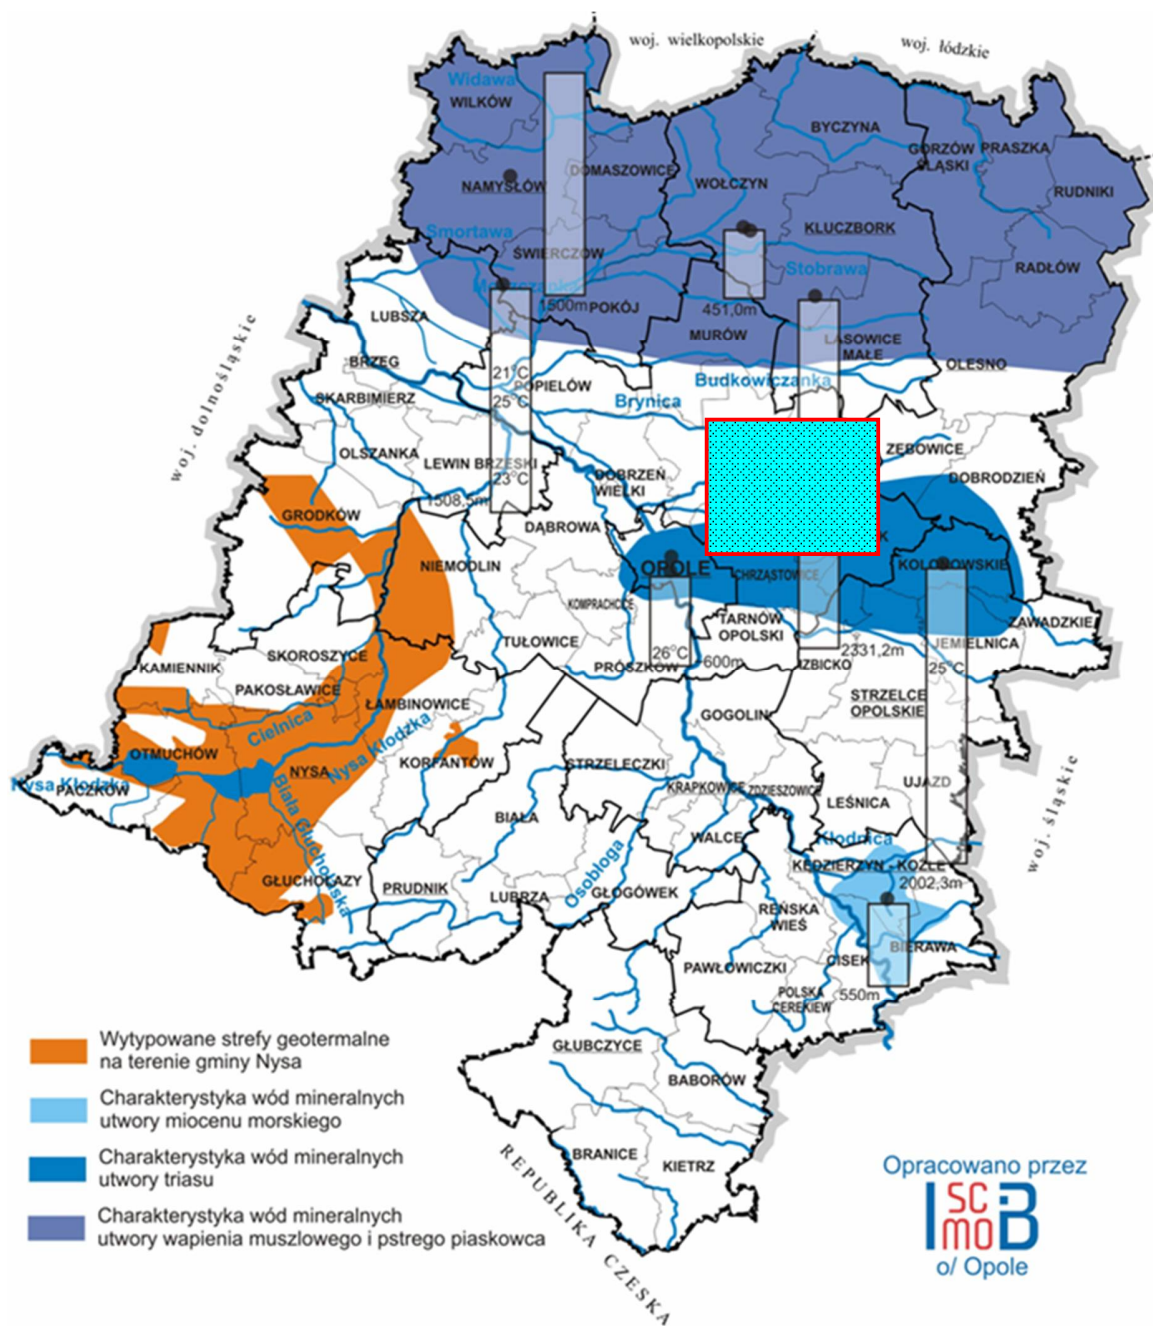 woj. wielkopolskie
woj. łódzkie
Widawa
WILKÓW
BYCZYNA
GORZÓW
ŚLĄSKI
PRASZKA
DOMASZOWICE
NAMYSŁÓW
WOŁCZYN
RUDNIKI
KLUCZBORK
Smortawa
ŚWIERCZÓW
Stobrawa
RADŁÓW
1500m
POKÓJ
451,0m
LUBSZA
MURÓW
LASOWICE
MAŁE
OLESNO
BRZEG
21°C
POPIELÓW
Budkowiczanka
SKARBIMIERZ
25°C
Brynica
woj. dolnośląskie
OLSZANKA
LEWIN BRZESKI
23°C
DOBRZEŃ
WIELKI
ZĘBOWICE
DOBRODZIEŃ
1508,5m
GRODKÓW
DĄBROWA
NIEMODLIN
OPOLE
CHRZĄSTOWICE
KOLONOWSKIE
KOMPRACHCICE
TARNÓW
OPOLSKI
ZAWADZKIE
TUŁOWICE
JEMIELNICA
SKOROSZYCE
26°C
600m
2331,2m
KAMIENNIK
PRÓSZKÓW
IZBICKO
25°C
PAKOSŁAWICE
ŁAMBINOWICE
STRZELCE
OPOLSKIE
GOGOLIN
Cielnica
Nysa Kłodzka
OTMUCHÓW
KORFANTÓW
STRZELECZKI
NYSA
Nysa Kłodzka
PACZKÓW
Biała Głuchołaska
KRAPKOWICE
ZDZIESZOWICE
UJAZD
LEŚNICA
woj. śląskie
BIAŁA
WALCE
Kłodnica
KĘDZIERZYN - KOŹLE
2002,3m
GŁUCHOŁAZY
PRUDNIK
LUBRZA
Osobłoga
GŁOGÓWEK
REŃSKA
WIEŚ
BIERAWA
CISEK
PAWŁOWICZKI
POLSKA
CEREKIEW
550m
GŁUBCZYCE
BABORÓW
BRANICE
KIETRZ
REPUBLIKA CZESKA
Wytypowane strefy geotermalne
na terenie gminy Nysa
Charakterystyka wód mineralnych
utwory miocenu morskiego
Charakterystyka wód mineralnych
utwory triasu
Charakterystyka wód mineralnych
utwory wapienia muszlowego i pstrego piaskowca
Opracowano przez
ISCMOiB
o/ Opole